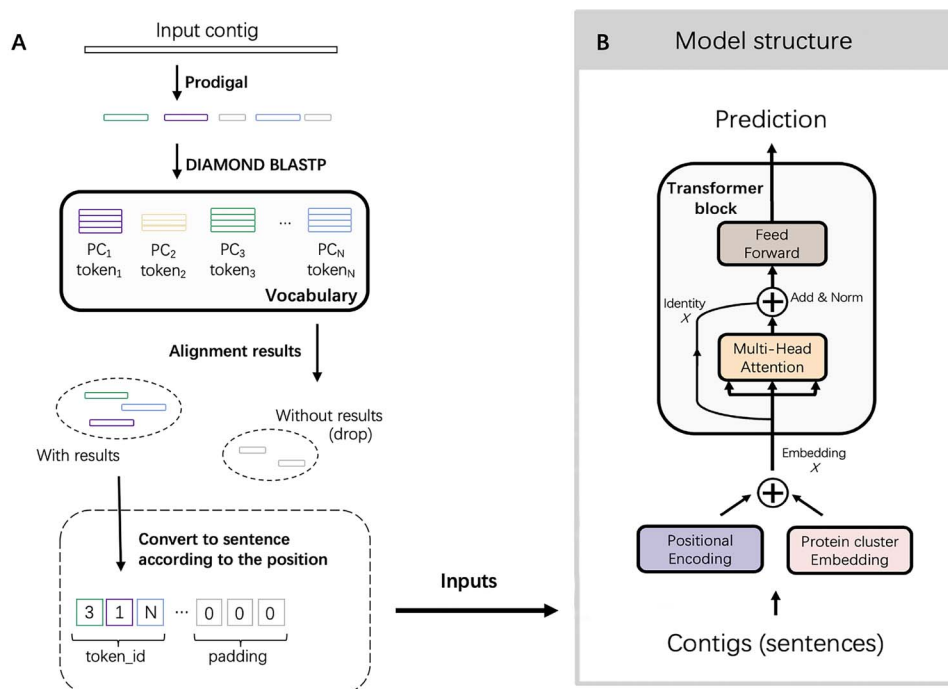 A
Input contig
Prodigal
DIAMOND BLASTP
PC₁ PC₂ PC₃ ... PC_N
token₁ token₂ token₃ token_N
Vocabulary
Alignment results
With results
Without results
(drop)
Convert to sentence
according to the position
3 1 N ... 0 0 0
token_id padding
Inputs
B
Model structure
Prediction
Transformer
block
Feed
Forward
Identity
X
Add & Norm
Multi-Head
Attention
Embedding
X
Positional
Encoding
Protein cluster
Embedding
Contigs (sentences)